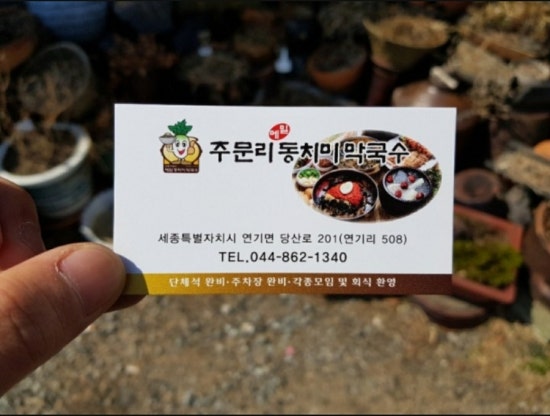 메밀
주문리 동치미막국수
세종특별자치시 연기면 당산로 201(연기리 508)
TEL.044-862-1340
단체석 완비·주차장 완비·각종모임 및 회식 환영